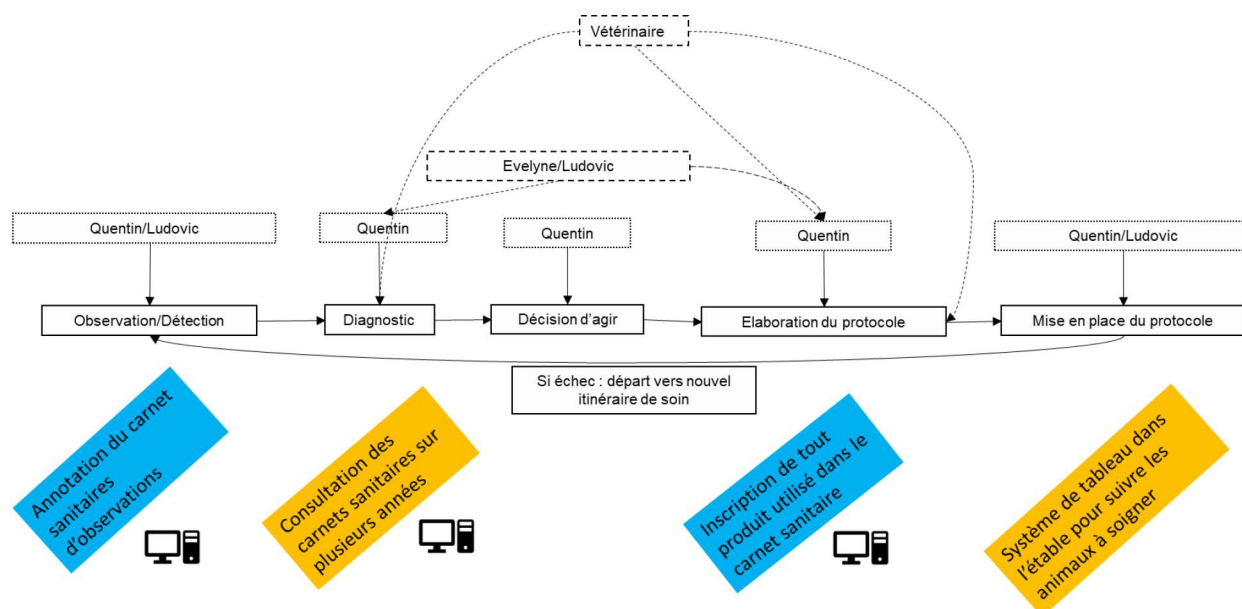 Vétérinaire
Evelyne/Ludovic
Quentin/Ludovic
Quentin
Quentin
Quentin
Quentin/Ludovic
Observation/Détection
Diagnostic
Décision d'agir
Elaboration du protocole
Mise en place du protocole
Si échec : départ vers nouvel
itinéraire de soin
Annotation du carnet
sanitaires
d'observations
Consultation des
carnets sanitaires sur
plusieurs années
Inscription de tout
produit utilisé dans le
carnet sanitaire
Système de tableau dans
l'étable pour suivre les
animaux à soigner